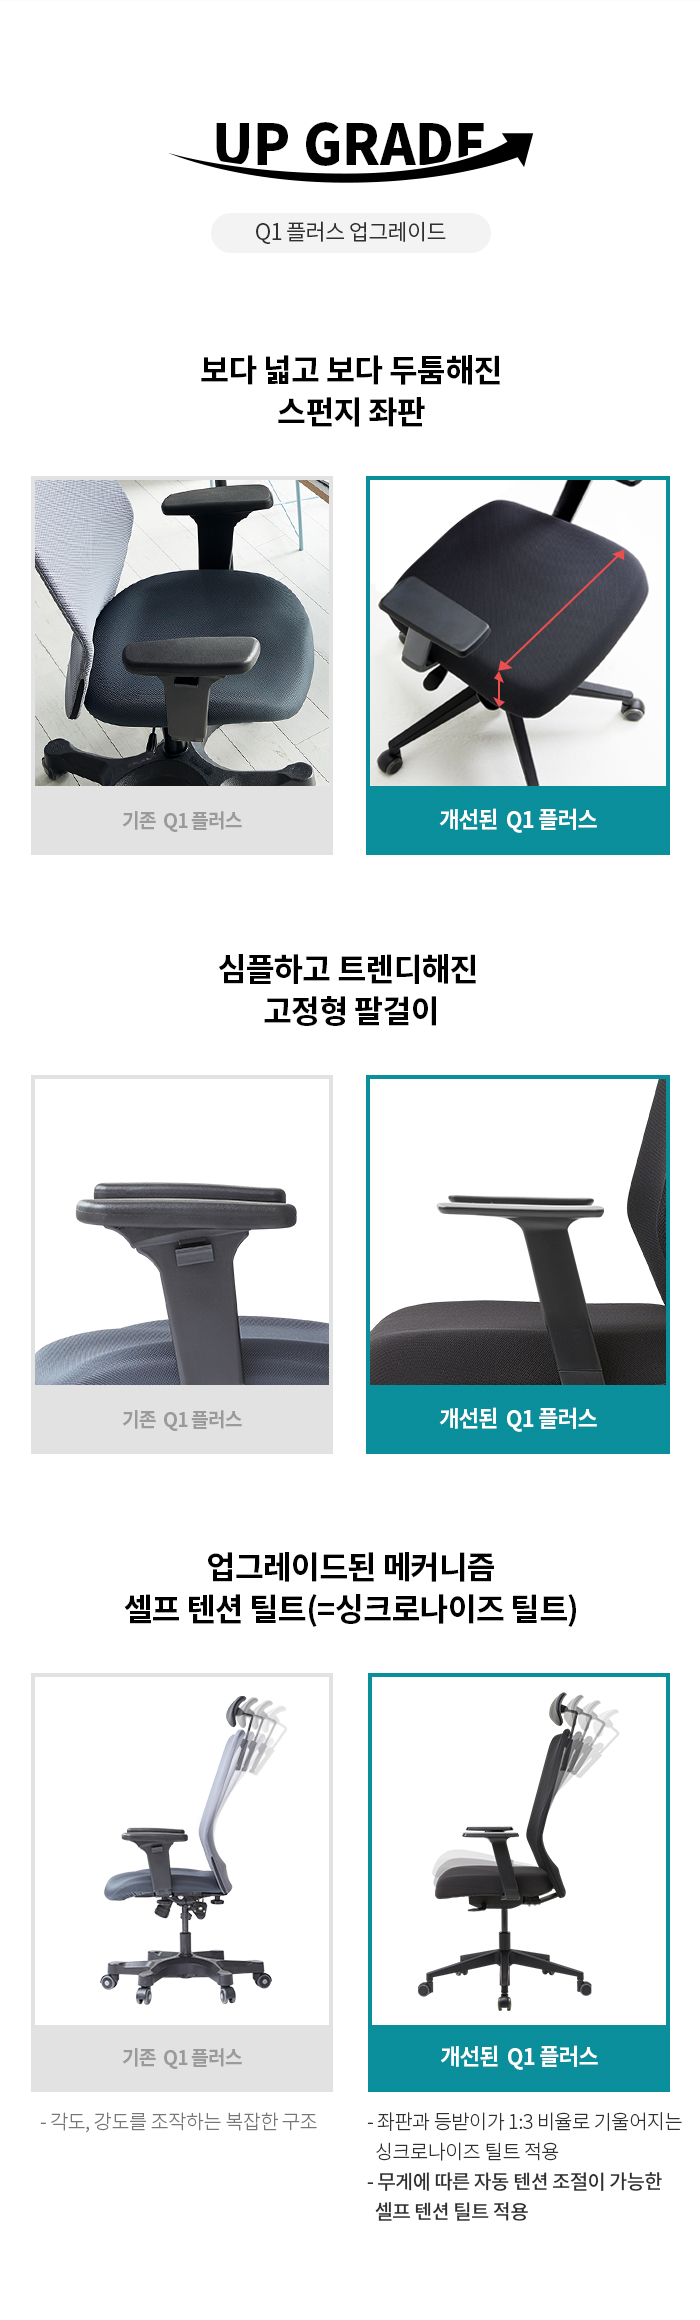 UP GRADE
Q1 플러스 업그레이드
보다 넓고 보다 두툼해진
스펀지 좌판
기존 Q1 플러스
개선된 Q1 플러스
심플하고 트렌디해진
고정형 팔걸이
기존 Q1 플러스
개선된 Q1 플러스
업그레이드된 메커니즘
셀프 텐션 틸트(=싱크로나이즈 틸트)
기존 Q1 플러스
개선된 Q1 플러스
- 각도, 강도를 조작하는 복잡한 구조
- 좌판과 등받이가 1:3 비율로 기울어지는
싱크로나이즈 틸트 적용
- 무게에 따른 자동 텐션 조절이 가능한
셀프 텐션 틸트 적용